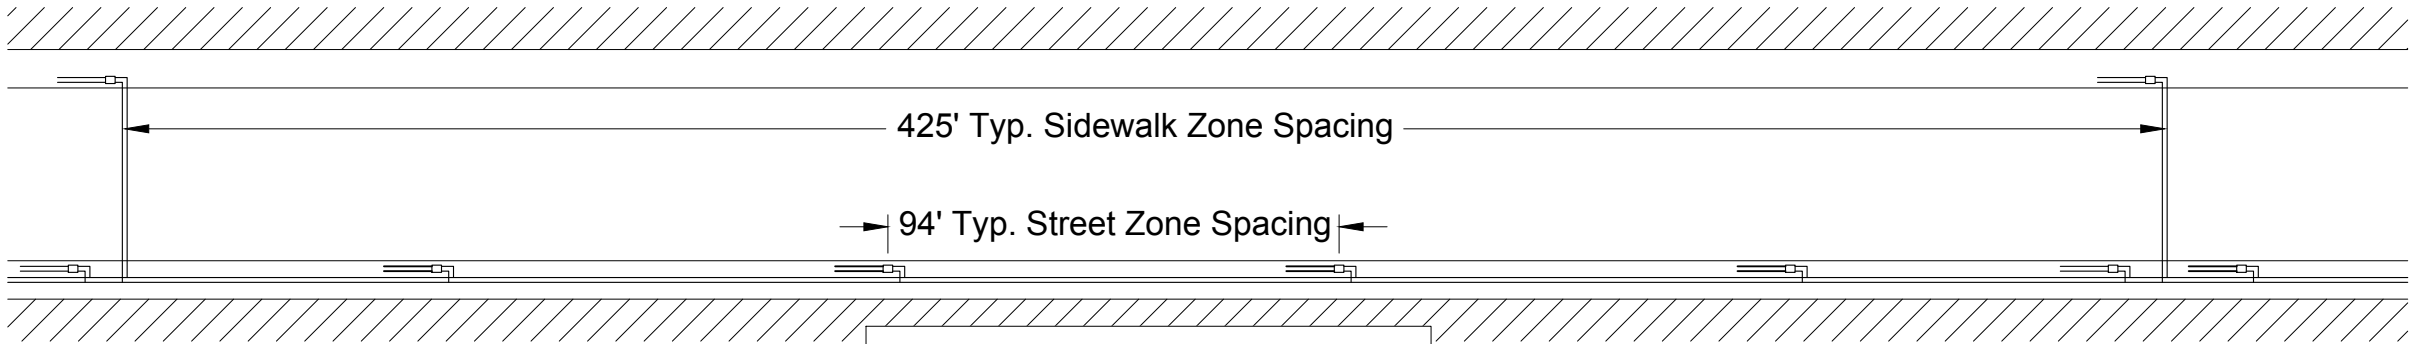 425' Typ. Sidewalk Zone Spacing
94' Typ. Street Zone Spacing